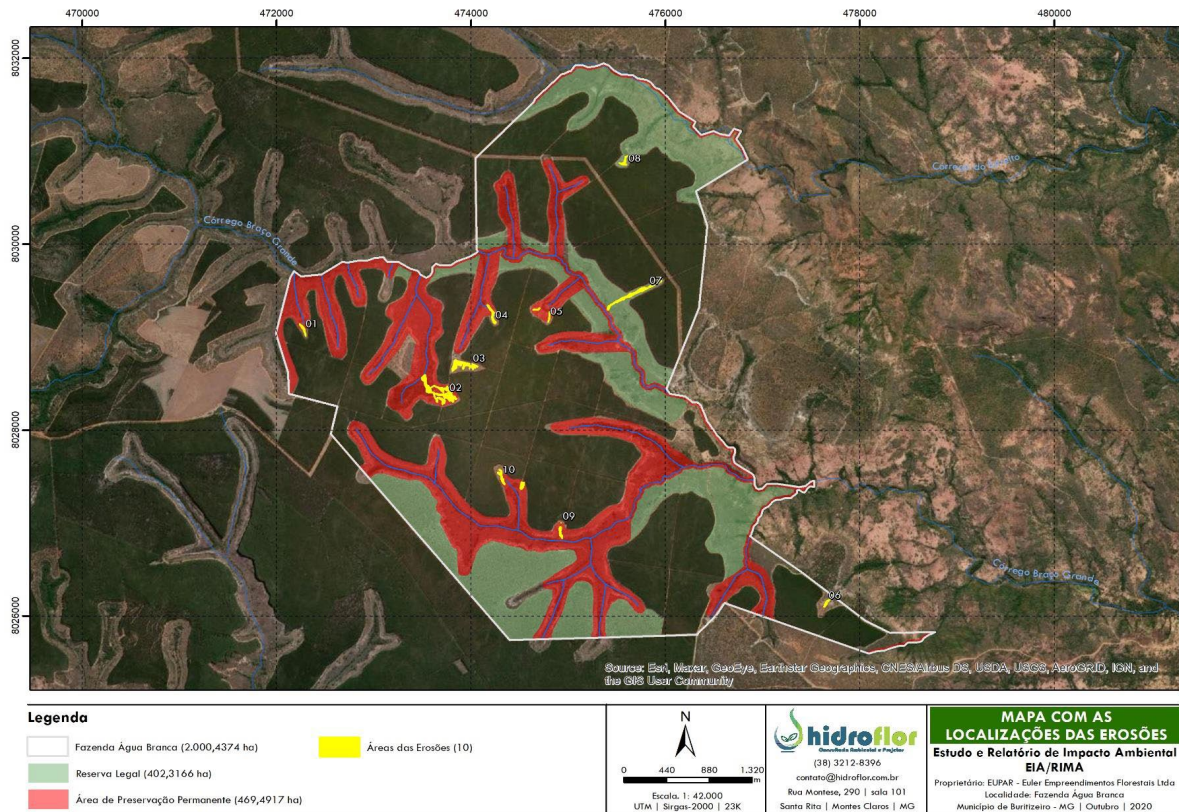 470000 472000 474000 476000 478000 480000
8032000
8030000
8028000
8026000
Córrego Braço Grande
Córrego Braço Grande
08
07
01
04
05
03
02
10
09
06
Source: Esri, Maxar, GeoEye, Earthstar Geographics, CNES/Airbus DS, USDA, USGS, AeroGRID, IGN, and
the GIS User Community
Legenda
Fazenda Água Branca (2.000,4374 ha)
Áreas das Erosões (10)
Reserva Legal (402,3166 ha)
Área de Preservação Permanente (469,4917 ha)
N
0 440 880 1.320
m
Escala. 1: 42.000
UTM | Sirgas-2000 | 23K
hidroflor
Consultoria Ambiental e Projetos
(38) 3212-8396
contato@hidroflor.com.br
Rua Montese, 290 | sala 101
Santa Rita | Montes Claros | MG
MAPA COM AS
LOCALIZAÇÕES DAS EROSÕES
Estudo e Relatório de Impacto Ambiental
EIA/RIMA
Proprietário: EUPAR - Euler Empreendimentos Florestais Ltda
Localidade: Fazenda Água Branca
Município de Buritizeiro - MG | Outubro | 2020